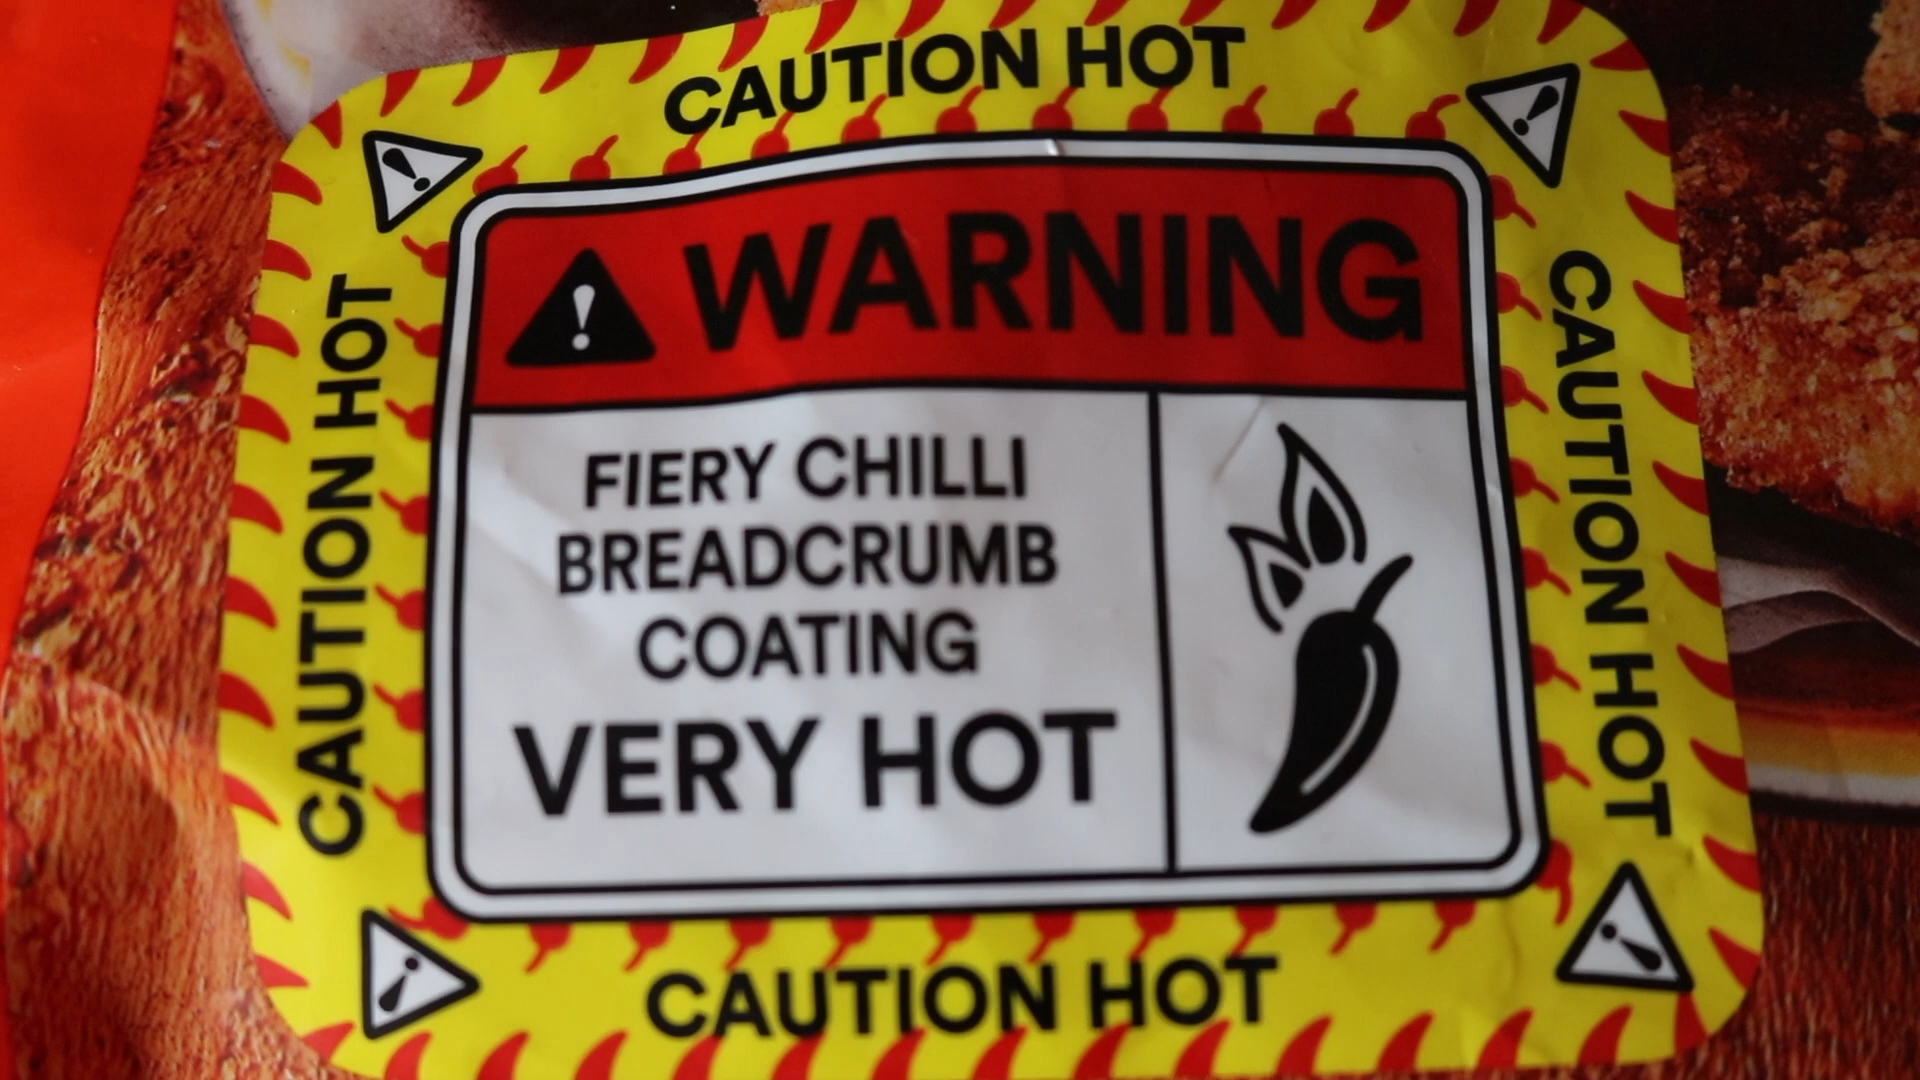 CAUTION HOT
CAUTION HOT
WARNING
FIERY CHILLI
BREADCRUMB
COATING
VERY HOT
CAUTION HOT
CAUTION HOT